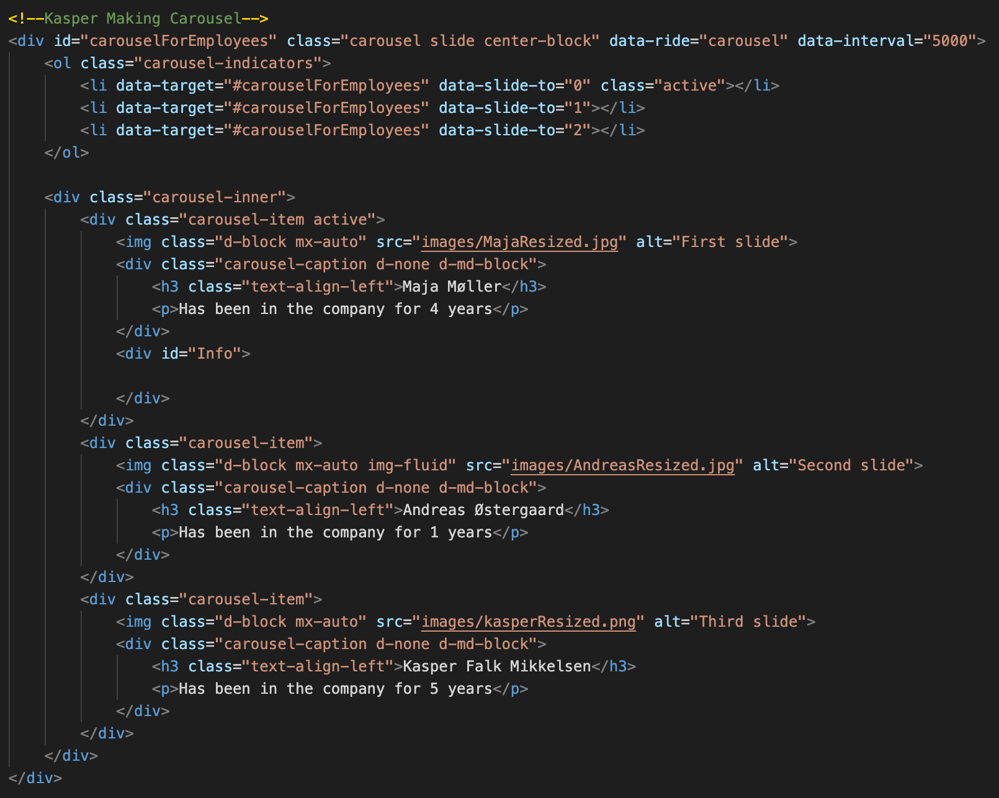 <!--Kasper Making Carousel-->
<div id="carouselForEmployees" class="carousel slide center-block" data-ride="carousel" data-interval="5000">
    <ol class="carousel-indicators">
        <li data-target="#carouselForEmployees" data-slide-to="0" class="active"></li>
        <li data-target="#carouselForEmployees" data-slide-to="1"></li>
        <li data-target="#carouselForEmployees" data-slide-to="2"></li>
    </ol>

    <div class="carousel-inner">
        <div class="carousel-item active">
            <img class="d-block mx-auto" src="images/MajaResized.jpg" alt="First slide">
            <div class="carousel-caption d-none d-md-block">
                <h3 class="text-align-left">Maja Møller</h3>
                <p>Has been in the company for 4 years</p>
            </div>
            <div id="Info">

            </div>
        </div>
        <div class="carousel-item">
            <img class="d-block mx-auto img-fluid" src="images/AndreasResized.jpg" alt="Second slide">
            <div class="carousel-caption d-none d-md-block">
                <h3 class="text-align-left">Andreas Østergaard</h3>
                <p>Has been in the company for 1 years</p>
            </div>
        </div>
        <div class="carousel-item">
            <img class="d-block mx-auto" src="images/kasperResized.png" alt="Third slide">
            <div class="carousel-caption d-none d-md-block">
                <h3 class="text-align-left">Kasper Falk Mikkelsen</h3>
                <p>Has been in the company for 5 years</p>
            </div>
        </div>
    </div>
</div>